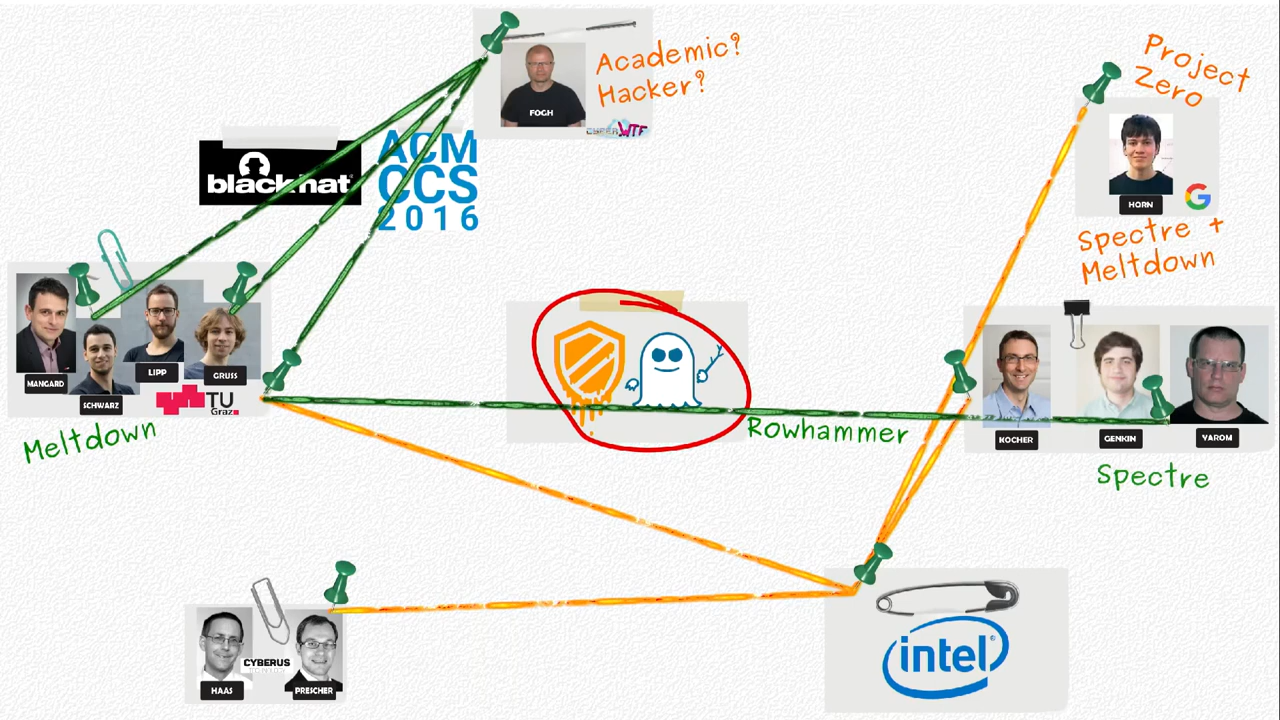 Academic?
Hacker?
FOGH
CYBER.WTF
Project
Zero
HORN
G
Spectre +
Meltdown
black hat
ACM
CCS
2016
MANGARD
SCHWARZ
LIPP
GRUSS
TU
Graz
Meltdown
Rowhammer
KOCHER
GENKIN
YAROM
Spectre
HAAS
CYBERUS
TECHNOLOGY
PRESCHER
intel®